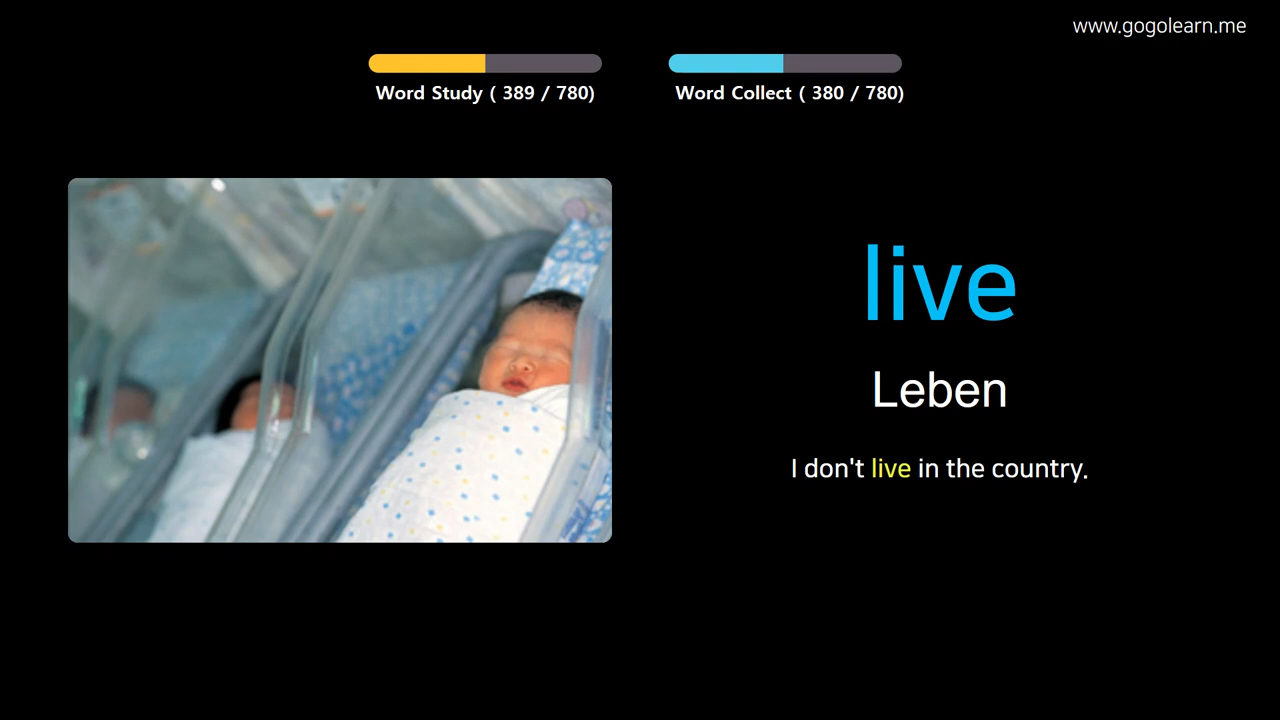 www.gogolearn.me
Word Study ( 389 / 780)
Word Collect ( 380 / 780)
live
Leben
I don't live in the country.